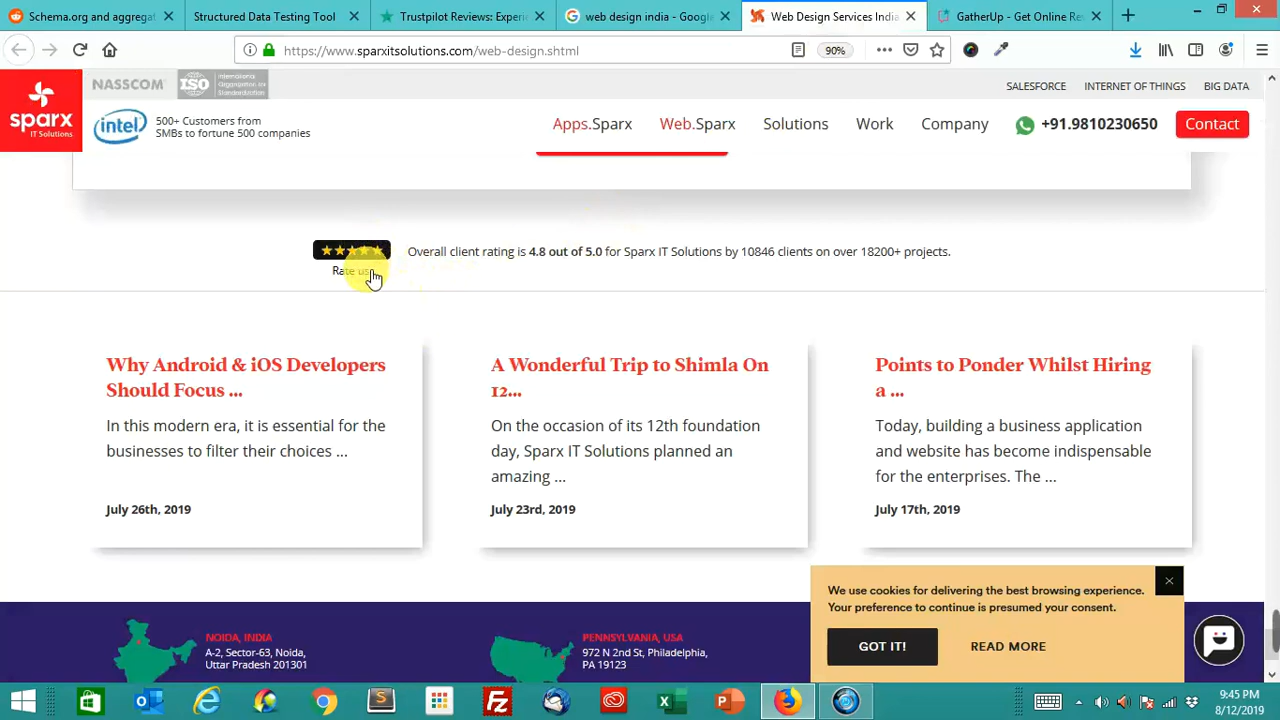 Schema.org and aggregat
Structured Data Testing Tool
Trustpilot Reviews: Experie
web design india - Google
Web Design Services India
GatherUp - Get Online Re
https://www.sparxitsolutions.com/web-design.shtml
90%
NASSCOM
ISO
International Organization for Standardization
SALESFORCE
INTERNET OF THINGS
BIG DATA
sparx
IT Solutions
intel
500+ Customers from
SMBs to fortune 500 companies
Apps.Sparx
Web.Sparx
Solutions
Work
Company
+91.9810230650
Contact
Overall client rating is 4.8 out of 5.0 for Sparx IT Solutions by 10846 clients on over 18200+ projects.
Rate us
Why Android & iOS Developers
Should Focus ...
In this modern era, it is essential for the
businesses to filter their choices ...
July 26th, 2019
A Wonderful Trip to Shimla On
12...
On the occasion of its 12th foundation
day, Sparx IT Solutions planned an
amazing ...
July 23rd, 2019
Points to Ponder Whilst Hiring
a ...
Today, building a business application
and website has become indispensable
for the enterprises. The ...
July 17th, 2019
We use cookies for delivering the best browsing experience.
Your preference to continue is presumed your consent.
GOT IT!
READ MORE
NOIDA, INDIA
A-2, Sector-63, Noida,
Uttar Pradesh 201301
PENNSYLVANIA, USA
972 N 2nd St, Philadelphia,
PA 19123
9:45 PM
8/12/2019